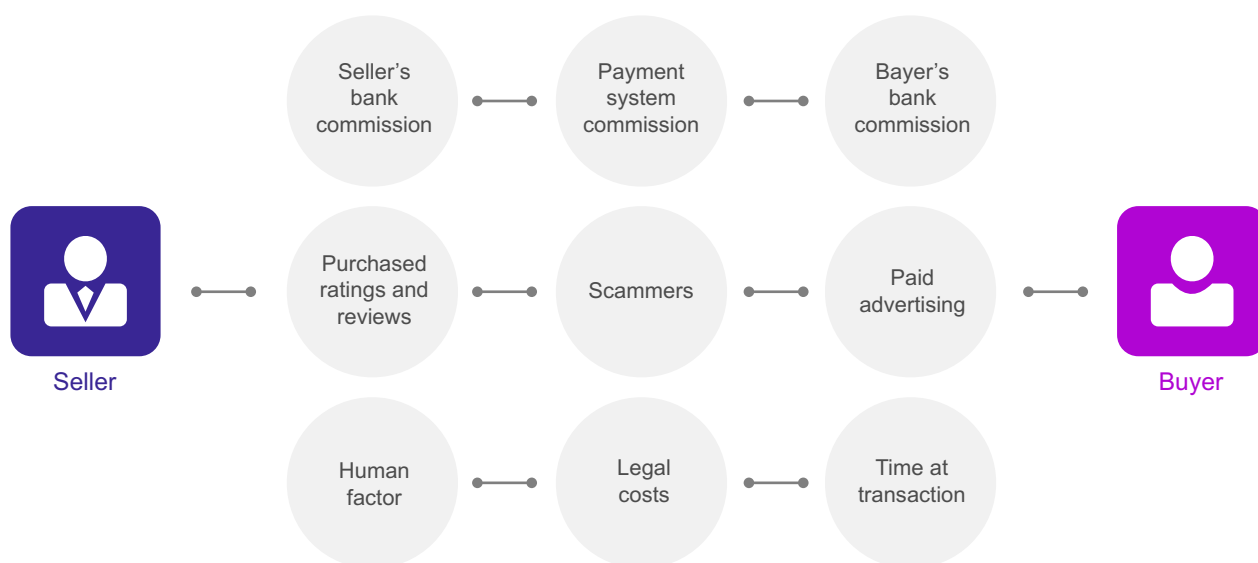 Seller's
bank
commission
Payment
system
commission
Bayer's
bank
commission
Seller
Purchased
ratings and
reviews
Scammers
Paid
advertising
Buyer
Human
factor
Legal
costs
Time at
transaction